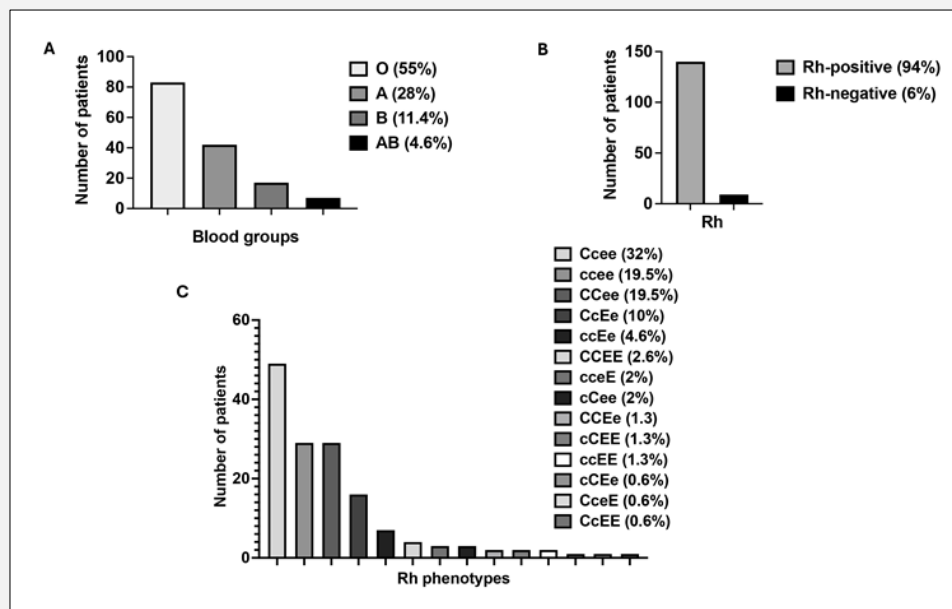 A
Number of patients
100
80
60
40
20
0
Blood groups
O (55%)
A (28%)
B (11.4%)
AB (4.6%)
B
Number of patients
150
100
50
0
Rh
Rh-positive (94%)
Rh-negative (6%)
C
Number of patients
60
40
20
0
Rh phenotypes
Ccee (32%)
ccee (19.5%)
CCee (19.5%)
CcEe (10%)
ccEe (4.6%)
CCEE (2.6%)
cceE (2%)
cCee (2%)
CCEe (1.3)
cCEE (1.3%)
ccEE (1.3%)
cCEe (0.6%)
CceE (0.6%)
CcEE (0.6%)